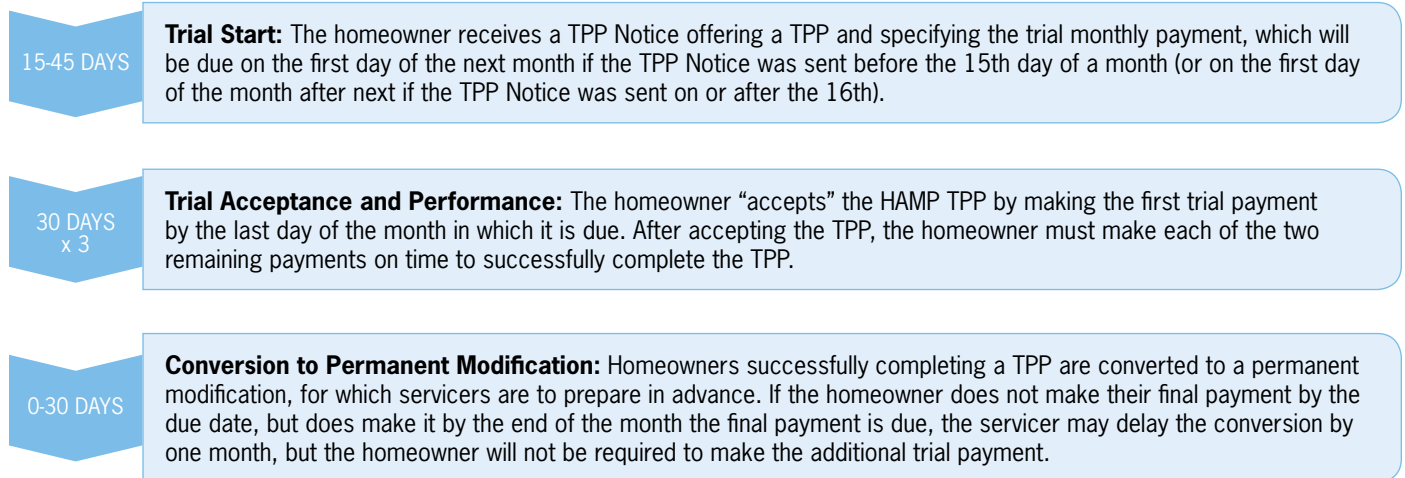 15-45 DAYS
Trial Start: The homeowner receives a TPP Notice offering a TPP and specifying the trial monthly payment, which will
be due on the first day of the next month if the TPP Notice was sent before the 15th day of a month (or on the first day
of the month after next if the TPP Notice was sent on or after the 16th).
30 DAYS
x 3
Trial Acceptance and Performance: The homeowner “accepts” the HAMP TPP by making the first trial payment
by the last day of the month in which it is due. After accepting the TPP, the homeowner must make each of the two
remaining payments on time to successfully complete the TPP.
0-30 DAYS
Conversion to Permanent Modification: Homeowners successfully completing a TPP are converted to a permanent
modification, for which servicers are to prepare in advance. If the homeowner does not make their final payment by the
due date, but does make it by the end of the month the final payment is due, the servicer may delay the conversion by
one month, but the homeowner will not be required to make the additional trial payment.